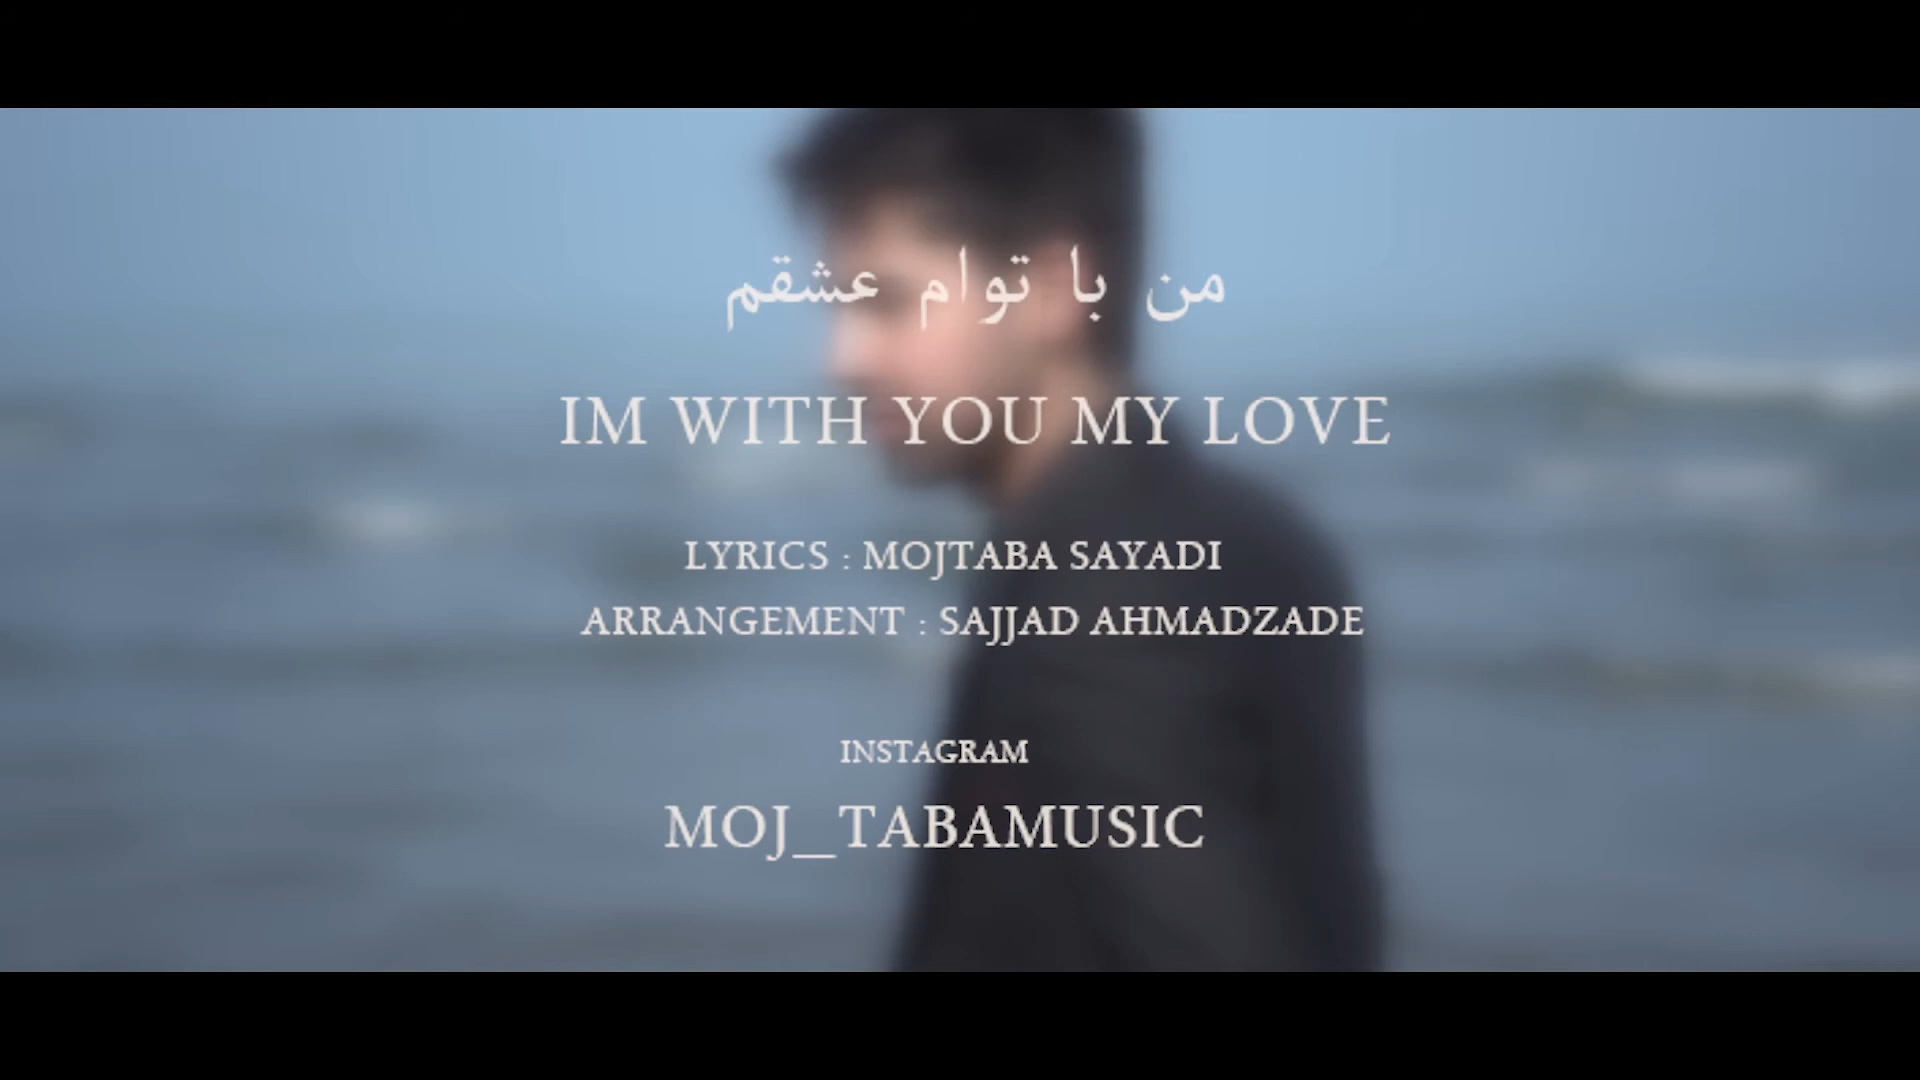 من با توام عشقم
IM WITH YOU MY LOVE
LYRICS : MOJTABA SAYADI
ARRANGEMENT : SAJJAD AHMADZADE
INSTAGRAM
MOJ_TABAMUSIC